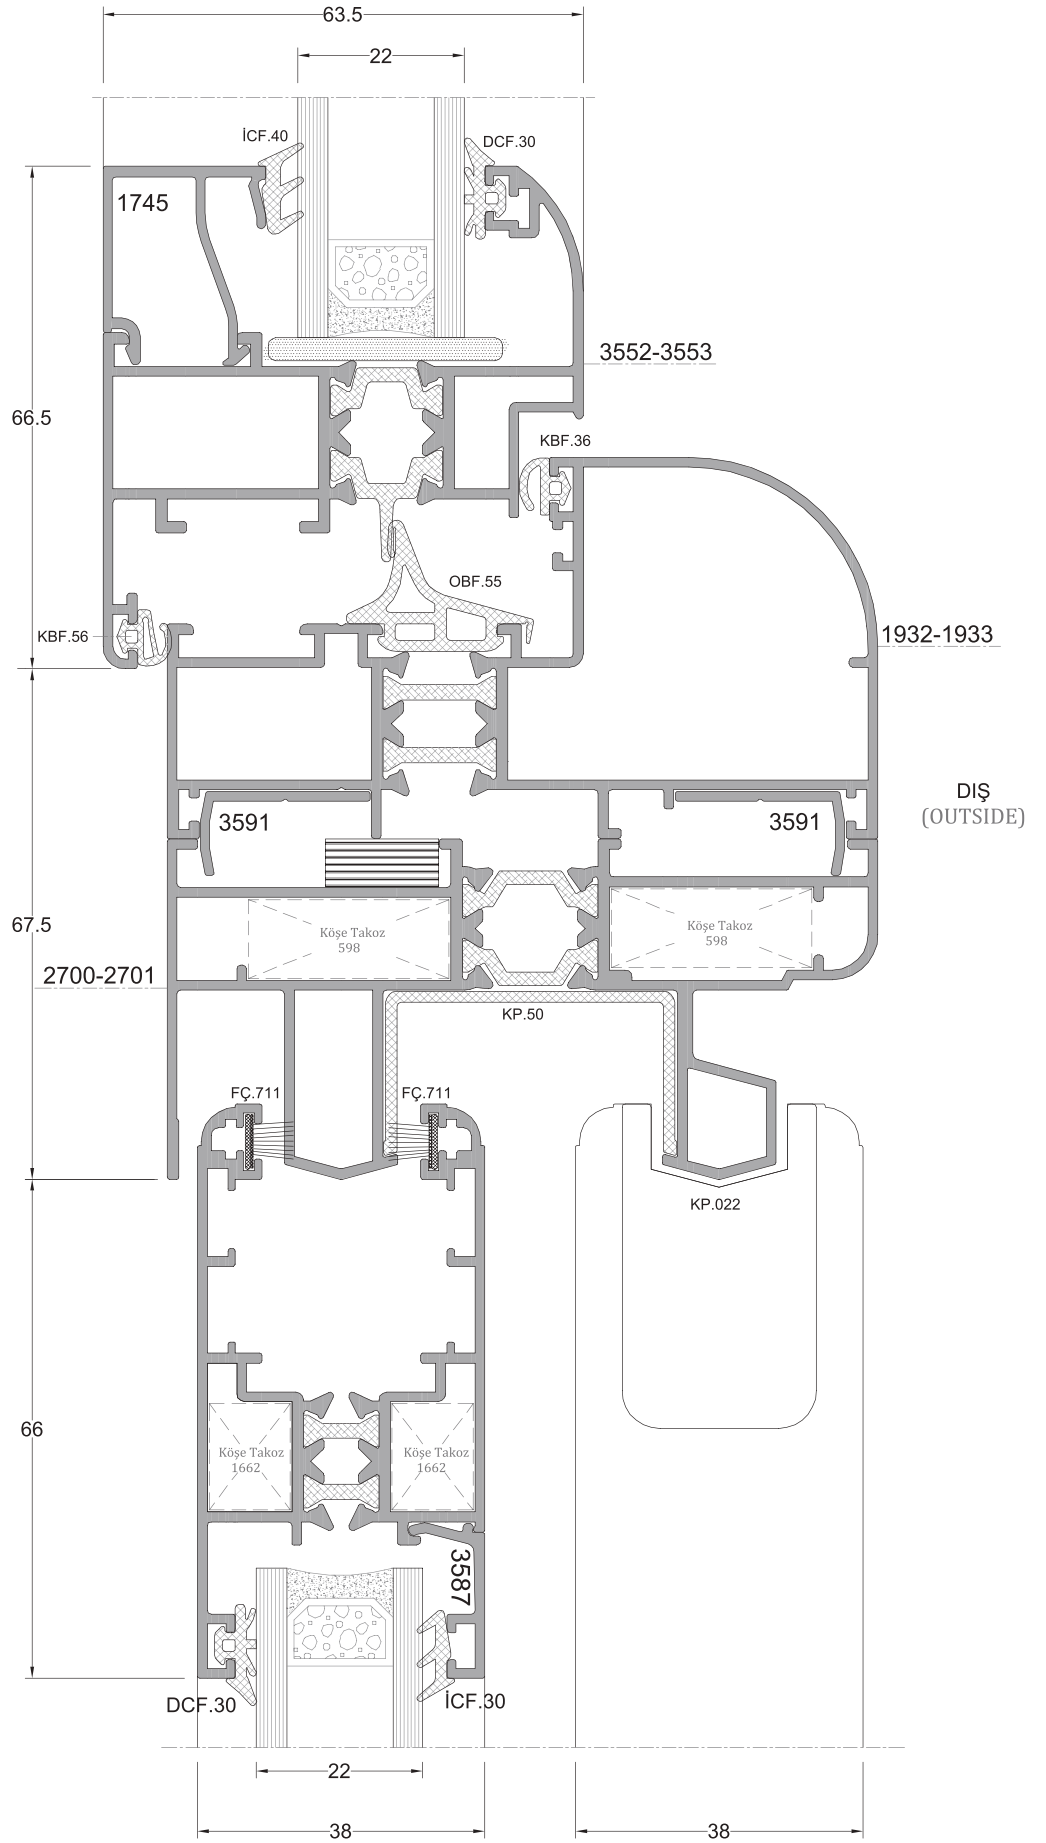 63.5
22
İCF.40
DCF.30
1745
3552-3553
66.5
KBF.36
OBF.55
KBF.56
1932-1933
DIŞ
(OUTSIDE)
3591
3591
67.5
Köşe Takoz
598
Köşe Takoz
598
2700-2701
KP.50
FÇ.711
FÇ.711
KP.022
66
Köşe Takoz
1662
Köşe Takoz
1662
3587
DCF.30
İCF.30
22
38
38